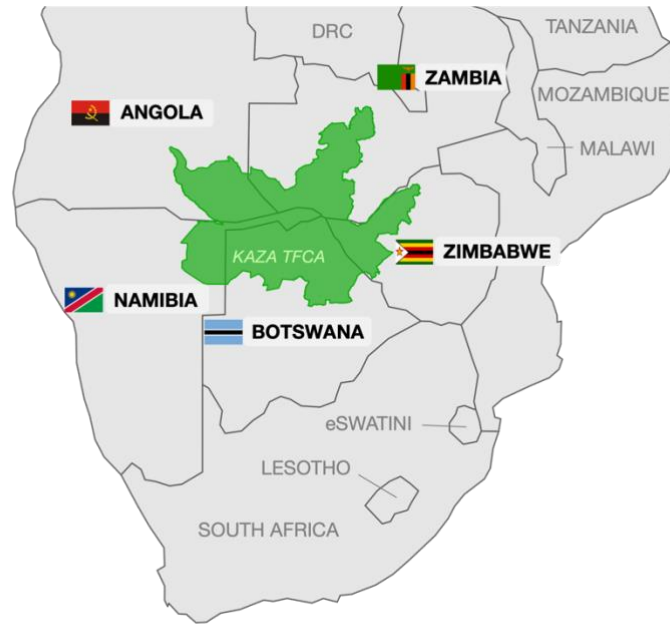 DRC
TANZANIA
ZAMBIA
MOZAMBIQUE
ANGOLA
MALAWI
KAZA TFCA
ZIMBABWE
NAMIBIA
BOTSWANA
eSWATINI
LESOTHO
SOUTH AFRICA